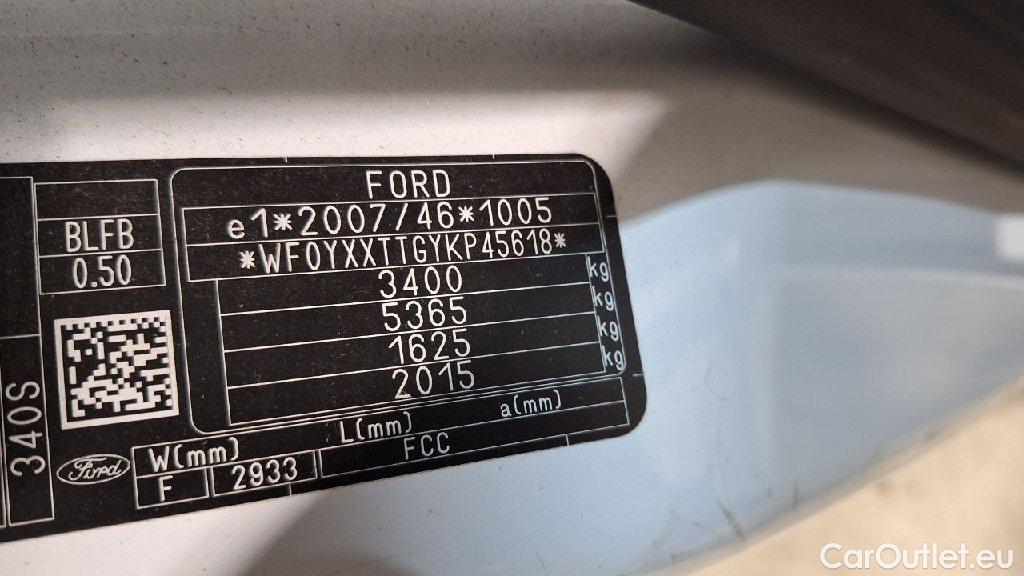 FORD
e1*2007/46*1005
*WF0YXXTTGYKP45618*
3400 kg
5365 kg
1625 kg
2015 kg
BLFB
0.50
340S
Ford
W(mm) L(mm) a(mm)
F 2933 FCC
CarOutlet.eu